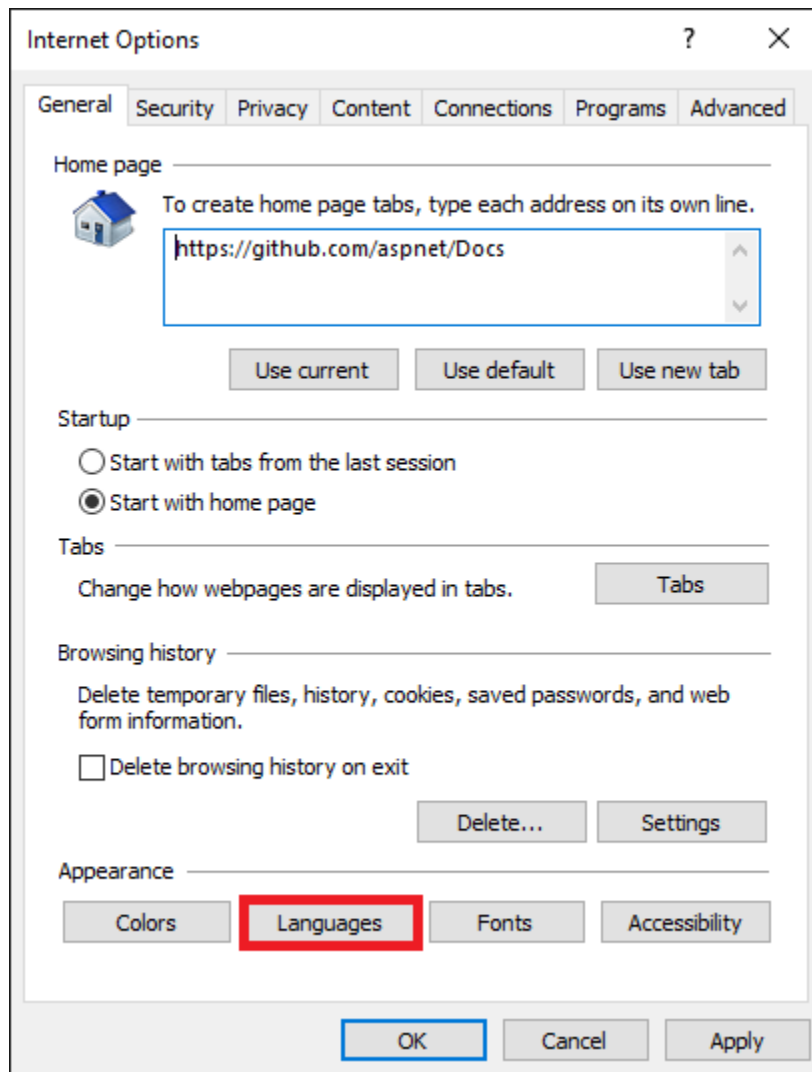 Internet Options ?
General Security Privacy Content Connections Programs Advanced
Home page
To create home page tabs, type each address on its own line.
https://github.com/aspnet/Docs
Use current Use default Use new tab
Startup
Start with tabs from the last session
Start with home page
Tabs
Change how webpages are displayed in tabs. Tabs
Browsing history
Delete temporary files, history, cookies, saved passwords, and web
form information.
Delete browsing history on exit
Delete... Settings
Appearance
Colors Languages Fonts Accessibility
OK Cancel Apply